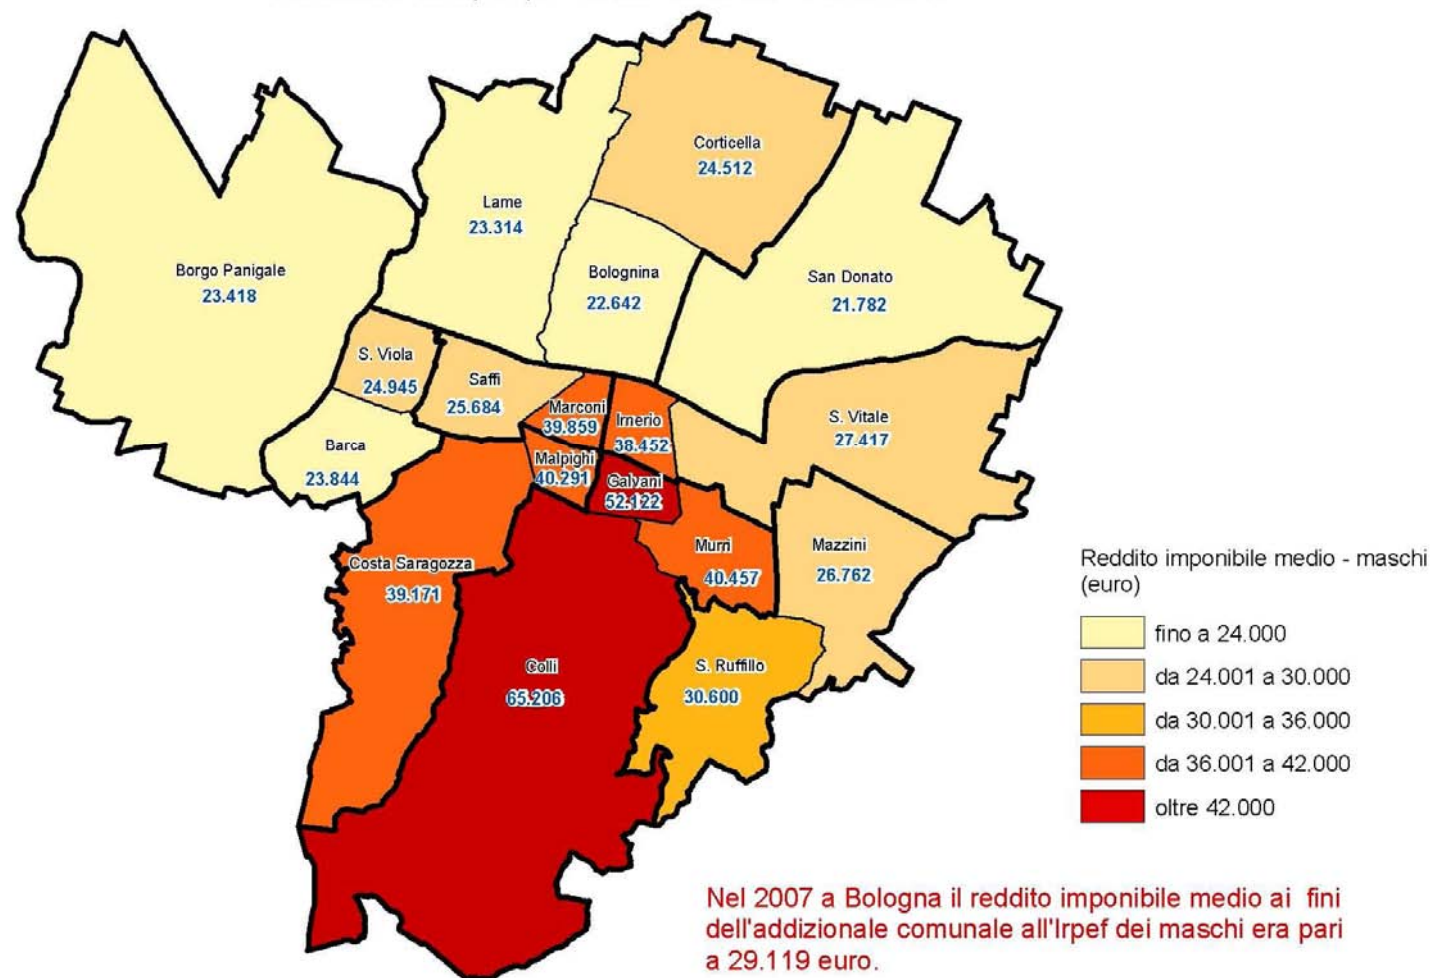 Corticella
24.512
Lame
23.314
Borgo Panigale
23.418
Bolognina
22.642
San Donato
21.782
S. Viola
24.945
Saffi
25.684
Marconi
39.859
Irnerio
38.452
S. Vitale
27.417
Barca
23.844
Malpighi
40.291
Galvani
52.122
Murri
40.457
Mazzini
26.762
Costa Saragozza
39.171
Colli
65.206
S. Ruffillo
30.600
Reddito imponibile medio - maschi
(euro)
fino a 24.000
da 24.001 a 30.000
da 30.001 a 36.000
da 36.001 a 42.000
oltre 42.000
Nel 2007 a Bologna il reddito imponibile medio ai fini
dell'addizionale comunale all'Irpef dei maschi era pari
a 29.119 euro.